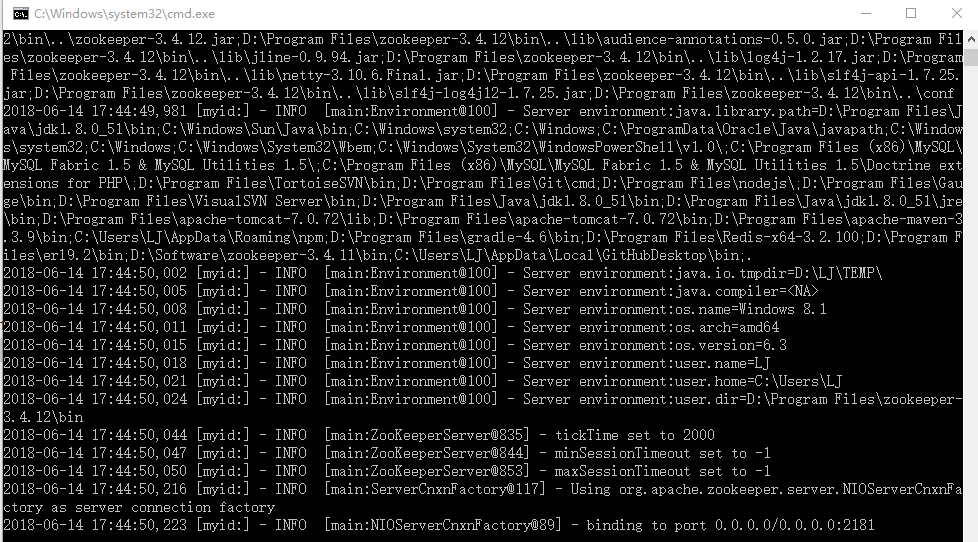 C:\Windows\system32\cmd.exe
2\bin\..\zookeeper-3.4.12.jar;D:\Program Files\zookeeper-3.4.12\bin\..\lib\audience-annotations-0.5.0.jar;D:\Program Fil
es\zookeeper-3.4.12\bin\..\lib\jline-0.9.94.jar;D:\Program Files\zookeeper-3.4.12\bin\..\lib\log4j-1.2.17.jar;D:\Program
 Files\zookeeper-3.4.12\bin\..\lib\netty-3.10.6.Final.jar;D:\Program Files\zookeeper-3.4.12\bin\..\lib\slf4j-api-1.7.25.
jar;D:\Program Files\zookeeper-3.4.12\bin\..\lib\slf4j-log4j12-1.7.25.jar;D:\Program Files\zookeeper-3.4.12\bin\..\conf
2018-06-14 17:44:49,981 [myid:] - INFO  [main:Environment@100] - Server environment:java.library.path=D:\Program Files\J
ava\jdk1.8.0_51\bin;C:\Windows\Sun\Java\bin;C:\Windows\system32;C:\Windows;C:\ProgramData\Oracle\Java\javapath;C:\Window
s\system32;C:\Windows;C:\Windows\System32\Wbem;C:\Windows\System32\WindowsPowerShell\v1.0\;C:\Program Files (x86)\MySQL\
MySQL Fabric 1.5 & MySQL Utilities 1.5\;C:\Program Files (x86)\MySQL\MySQL Fabric 1.5 & MySQL Utilities 1.5\Doctrine ext
ensions for PHP\;D:\Program Files\TortoiseSVN\bin;D:\Program Files\Git\cmd;D:\Program Files\nodejs\;D:\Program Files\Gau
ge\bin;D:\Program Files\VisualSVN Server\bin;D:\Program Files\Java\jdk1.8.0_51\bin;D:\Program Files\Java\jdk1.8.0_51\jre
\bin;D:\Program Files\apache-tomcat-7.0.72\lib;D:\Program Files\apache-tomcat-7.0.72\bin;D:\Program Files\apache-maven-3
.3.9\bin;C:\Users\LJ\AppData\Roaming\npm;D:\Program Files\gradle-4.6\bin;D:\Program Files\Redis-x64-3.2.100;D:\Program F
iles\er19.2\bin;D:\Software\zookeeper-3.4.11\bin;C:\Users\LJ\AppData\Local\GitHubDesktop\bin;.
2018-06-14 17:44:50,002 [myid:] - INFO  [main:Environment@100] - Server environment:java.io.tmpdir=D:\LJ\TEMP\
2018-06-14 17:44:50,005 [myid:] - INFO  [main:Environment@100] - Server environment:java.compiler=<NA>
2018-06-14 17:44:50,008 [myid:] - INFO  [main:Environment@100] - Server environment:os.name=Windows 8.1
2018-06-14 17:44:50,011 [myid:] - INFO  [main:Environment@100] - Server environment:os.arch=amd64
2018-06-14 17:44:50,015 [myid:] - INFO  [main:Environment@100] - Server environment:os.version=6.3
2018-06-14 17:44:50,018 [myid:] - INFO  [main:Environment@100] - Server environment:user.name=LJ
2018-06-14 17:44:50,021 [myid:] - INFO  [main:Environment@100] - Server environment:user.home=C:\Users\LJ
2018-06-14 17:44:50,024 [myid:] - INFO  [main:Environment@100] - Server environment:user.dir=D:\Program Files\zookeeper-
3.4.12\bin
2018-06-14 17:44:50,044 [myid:] - INFO  [main:ZooKeeperServer@835] - tickTime set to 2000
2018-06-14 17:44:50,047 [myid:] - INFO  [main:ZooKeeperServer@844] - minSessionTimeout set to -1
2018-06-14 17:44:50,050 [myid:] - INFO  [main:ZooKeeperServer@853] - maxSessionTimeout set to -1
2018-06-14 17:44:50,216 [myid:] - INFO  [main:ServerCnxnFactory@117] - Using org.apache.zookeeper.server.NIOServerCnxnFa
ctory as server connection factory
2018-06-14 17:44:50,223 [myid:] - INFO  [main:NIOServerCnxnFactory@89] - binding to port 0.0.0.0/0.0.0.0:2181